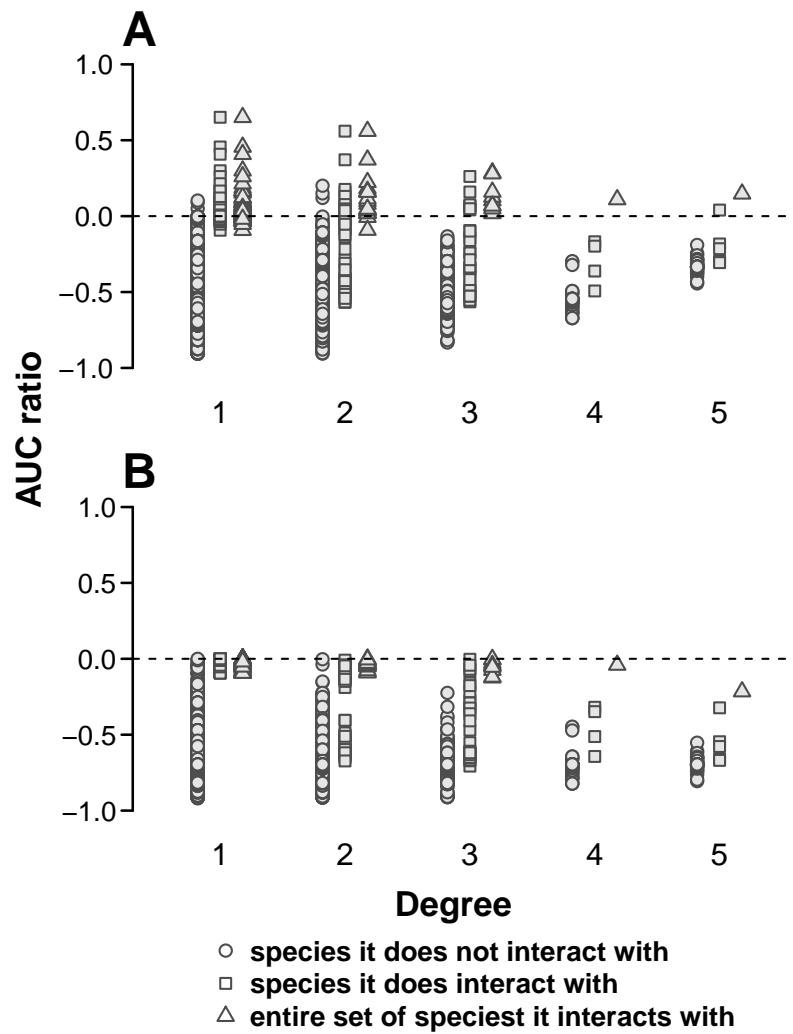 A
1.0
0.5
0.0
−0.5
−1.0
1 2 3 4 5
AUC ratio
B
1.0
0.5
0.0
−0.5
−1.0
1 2 3 4 5
Degree
species it does not interact with
species it does interact with
entire set of speciest it interacts with